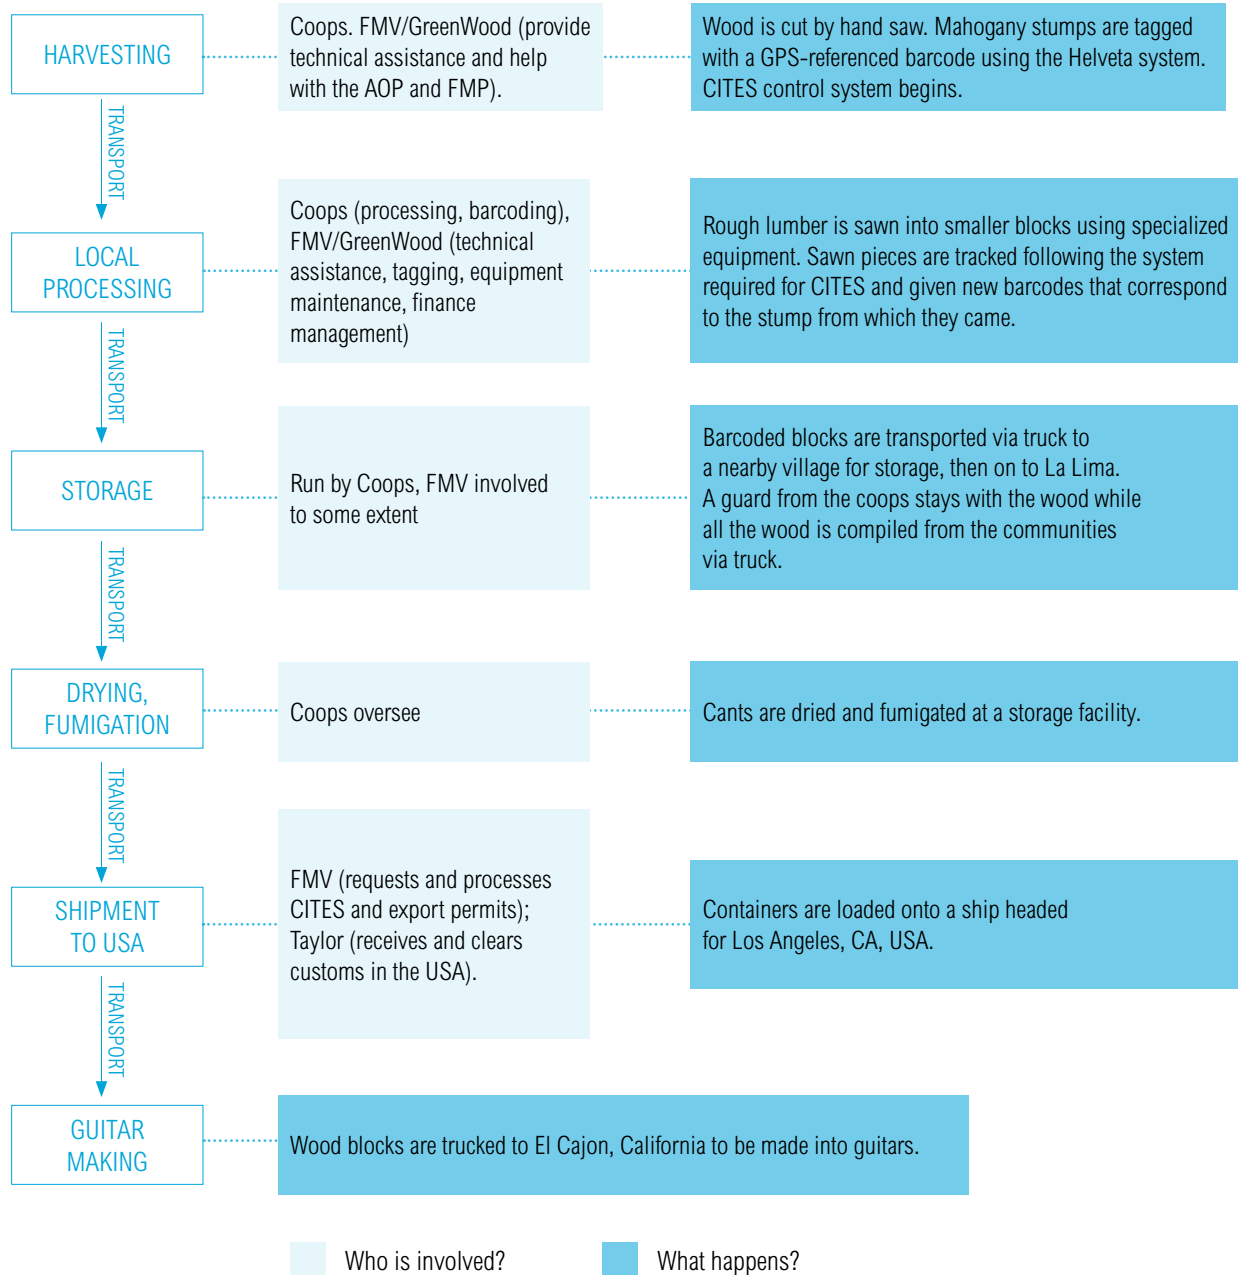 HARVESTING
Coops. FMV/GreenWood (provide
technical assistance and help
with the AOP and FMP).
Wood is cut by hand saw. Mahogany stumps are tagged
with a GPS-referenced barcode using the Helveta system.
CITES control system begins.
TRANSPORT
LOCAL
PROCESSING
Coops (processing, barcoding),
FMV/GreenWood (technical
assistance, tagging, equipment
maintenance, finance
management)
Rough lumber is sawn into smaller blocks using specialized
equipment. Sawn pieces are tracked following the system
required for CITES and given new barcodes that correspond
to the stump from which they came.
TRANSPORT
STORAGE
Run by Coops, FMV involved
to some extent
Barcoded blocks are transported via truck to
a nearby village for storage, then on to La Lima.
A guard from the coops stays with the wood while
all the wood is compiled from the communities
via truck.
TRANSPORT
DRYING,
FUMIGATION
Coops oversee
Cants are dried and fumigated at a storage facility.
TRANSPORT
SHIPMENT
TO USA
FMV (requests and processes
CITES and export permits);
Taylor (receives and clears
customs in the USA).
Containers are loaded onto a ship headed
for Los Angeles, CA, USA.
TRANSPORT
GUITAR
MAKING
Wood blocks are trucked to El Cajon, California to be made into guitars.
Who is involved?
What happens?